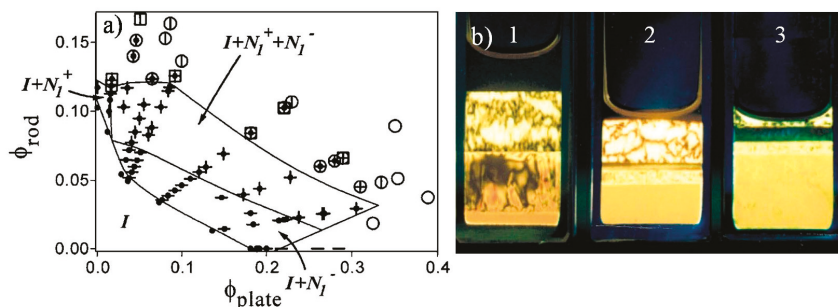 a)
I+N₁⁺+N₁⁻
I+N₁⁺
0.15
0.10
0.05
0.00
ϕrod
I
I+N₁⁻
0.0 0.1 0.2 0.3 0.4
ϕplate
b) 1 2 3